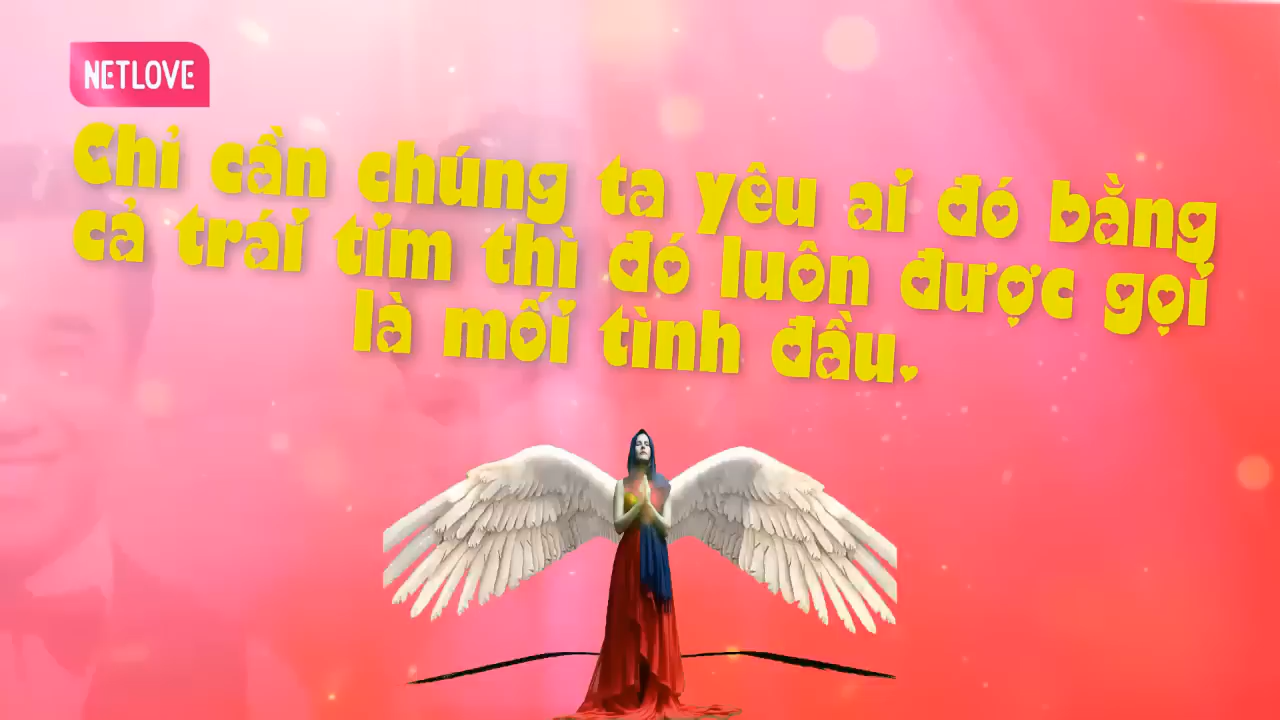 NETLOVE
Chỉ cần chúng ta yêu ai đó bằng
cả trái tim thì đó luôn được gọi
là mối tình đầu.